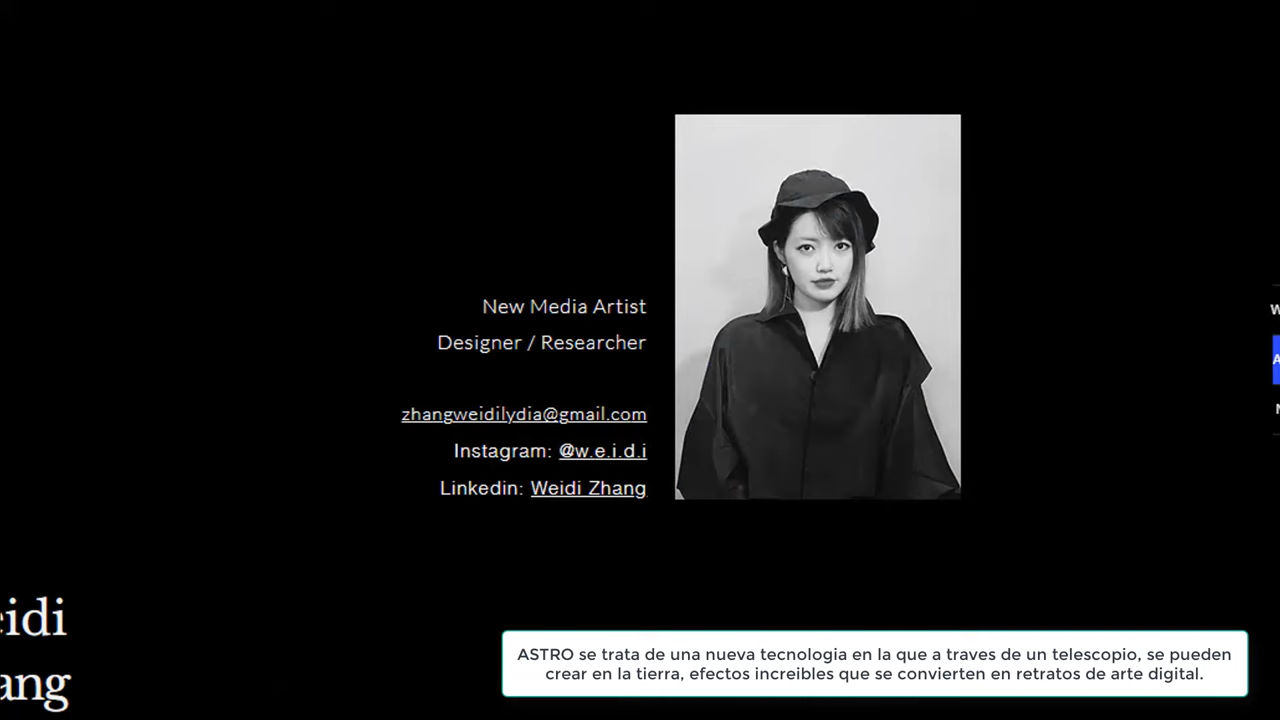 New Media Artist
Designer / Researcher
zhangweidilydia@gmail.com
Instagram: @w.e.i.d.i
Linkedin: Weidi Zhang
eidi
ang
ASTRO se trata de una nueva tecnologia en la que a traves de un telescopio, se pueden
crear en la tierra, efectos increibles que se convierten en retratos de arte digital.